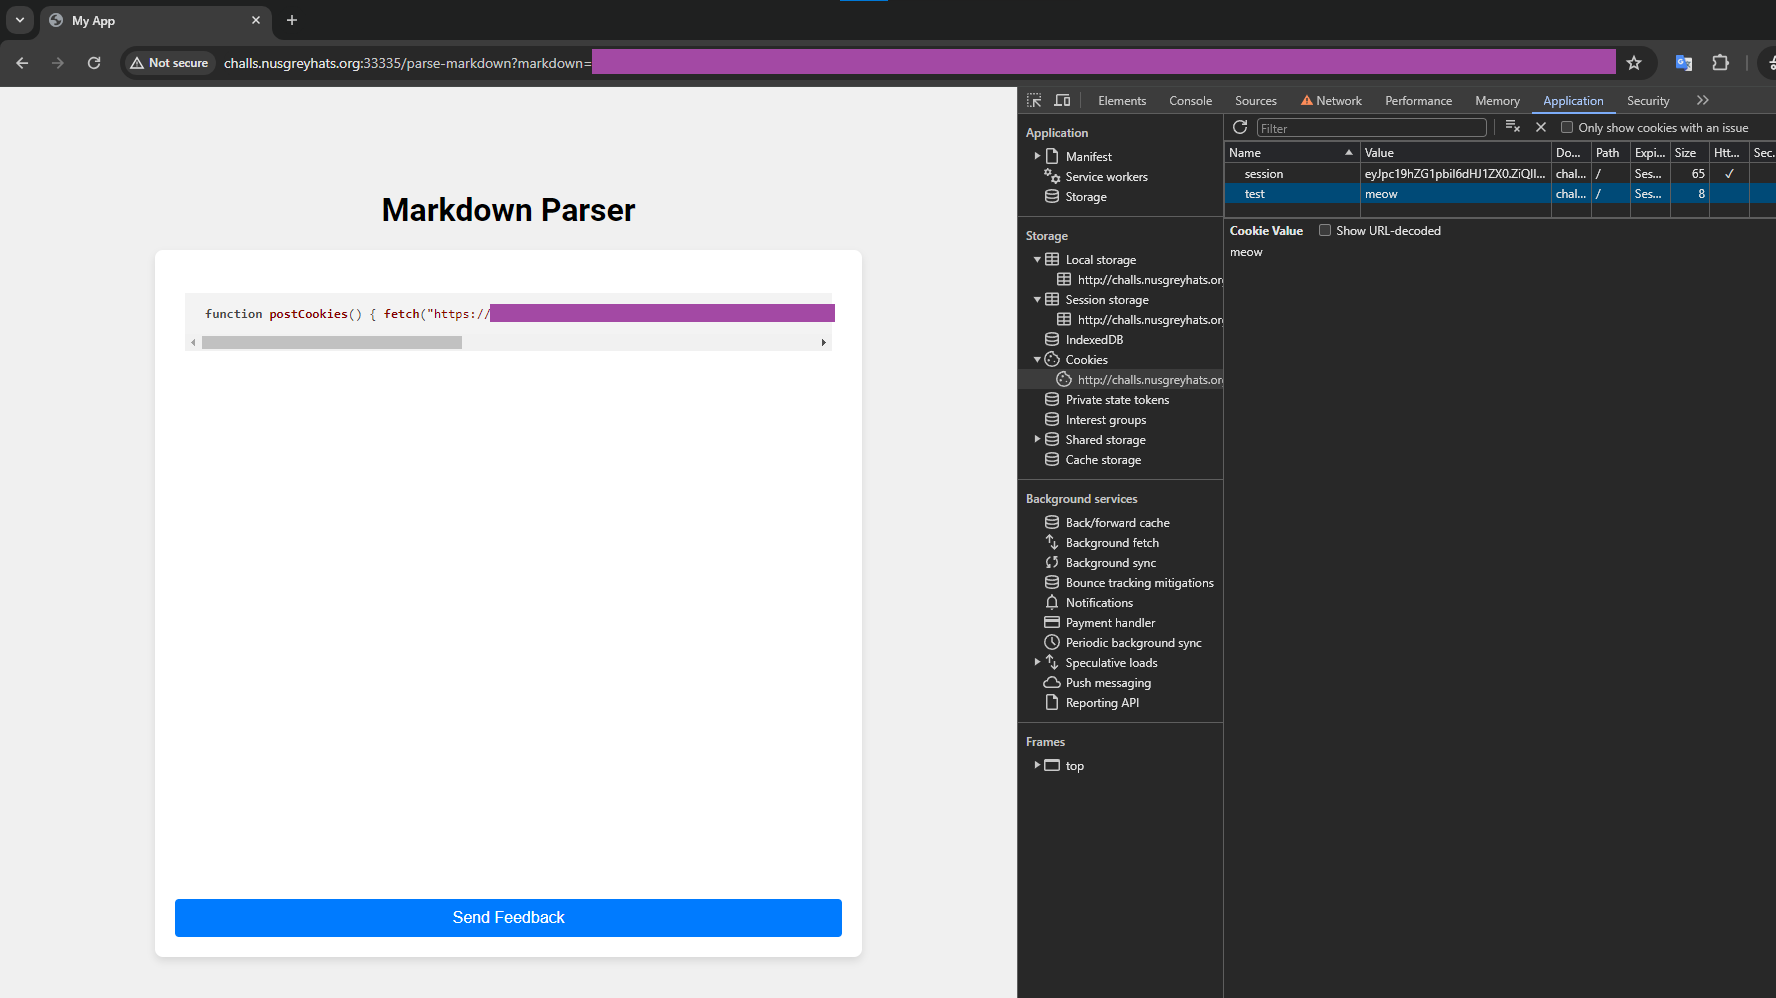 My App
Not secure
challs.nusgreyhats.org:33335/parse-markdown?markdown=
Markdown Parser
function postCookies() { fetch("https://
Send Feedback
Elements Console Sources Network Performance Memory Application Security
Application
Manifest
Service workers
Storage
Storage
Local storage
http://challs.nusgreyhats.org
Session storage
http://challs.nusgreyhats.org
IndexedDB
Cookies
http://challs.nusgreyhats.org
Private state tokens
Interest groups
Shared storage
Cache storage
Background services
Back/forward cache
Background fetch
Background sync
Bounce tracking mitigations
Notifications
Payment handler
Periodic background sync
Speculative loads
Push messaging
Reporting API
Frames
top
Filter
Only show cookies with an issue
Name Value Do... Path Expi... Size Htt... Sec.
session eyJpc19hZG1pbiI6dHJ1ZX0.ZiQII... chal... / Ses... 65 ✓
test meow chal... / Ses... 8
Cookie Value Show URL-decoded
meow